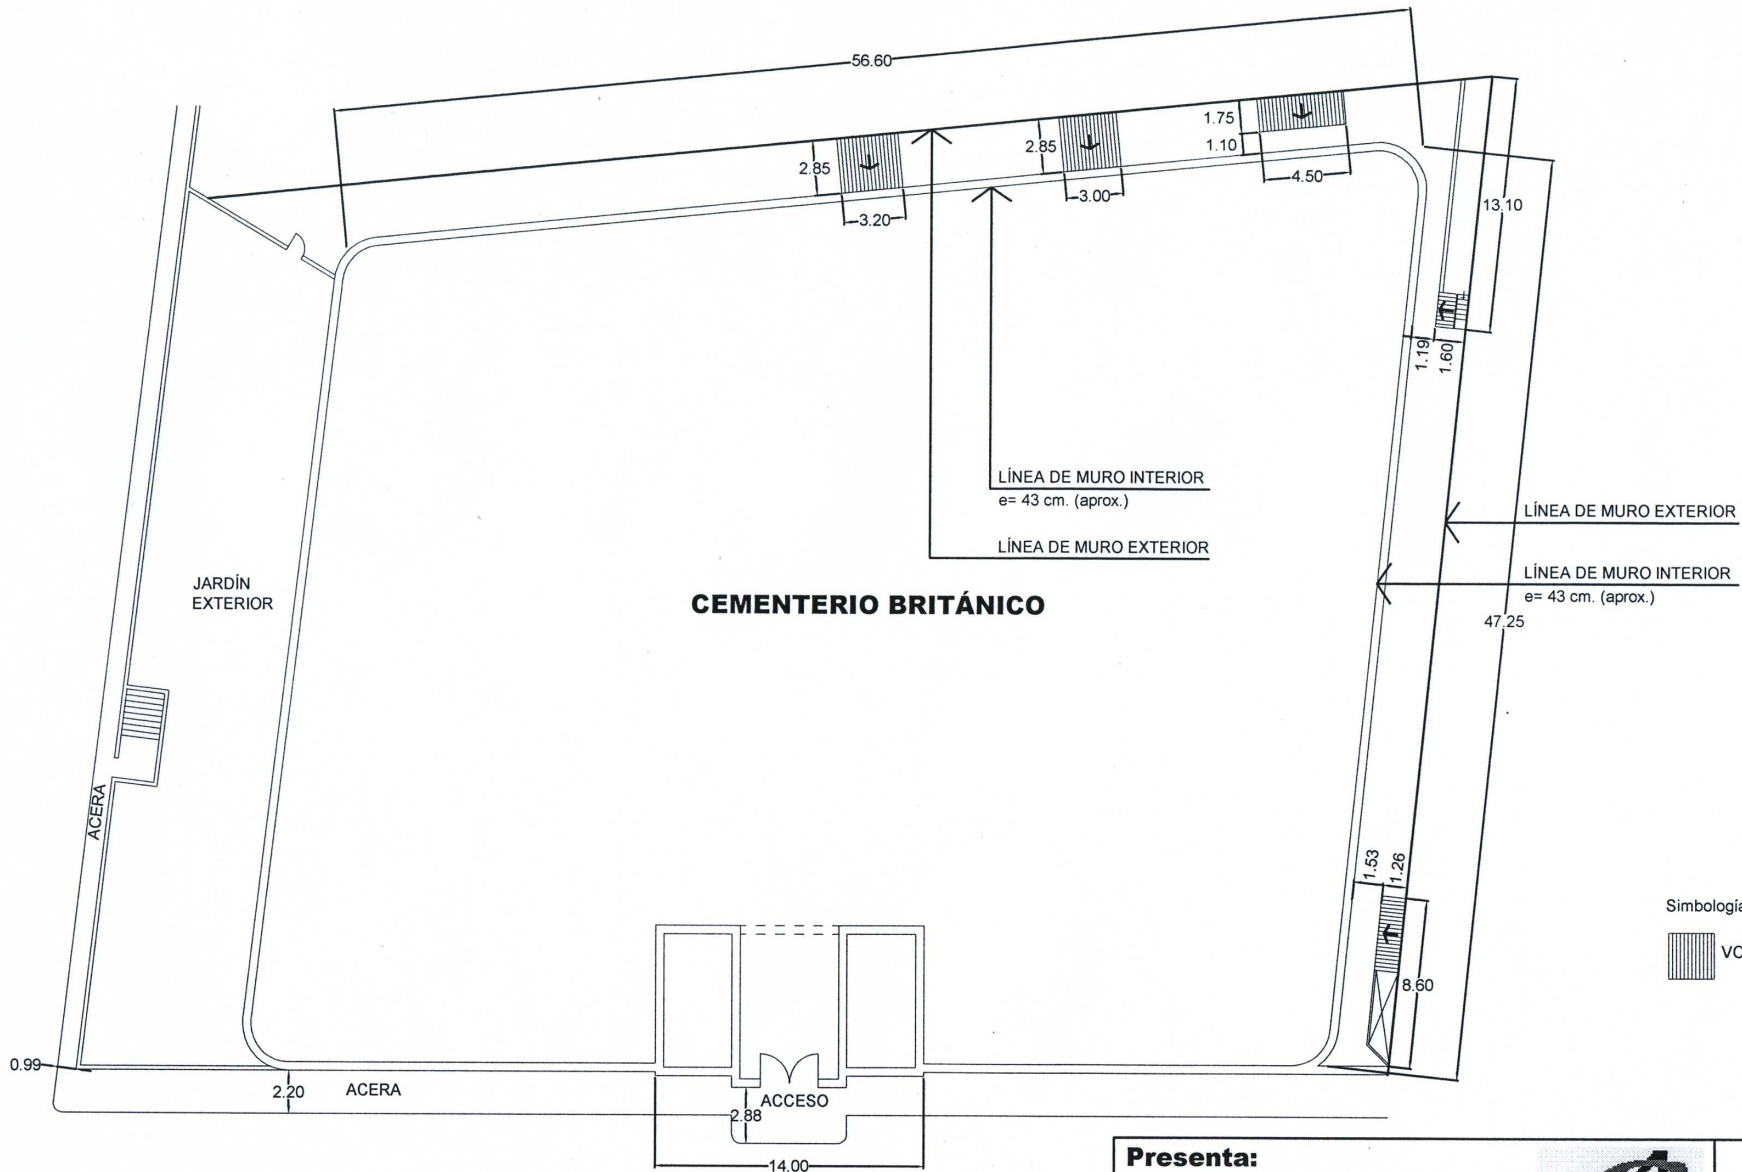 56.60
1.75
2.85
2.85
1.10
4.50
3.00
3.20
13.10
1.19
1.60
LÍNEA DE MURO INTERIOR
e= 43 cm. (aprox.)
LÍNEA DE MURO EXTERIOR
LÍNEA DE MURO EXTERIOR
LÍNEA DE MURO INTERIOR
e= 43 cm. (aprox.)
JARDÍN
EXTERIOR
CEMENTERIO BRITÁNICO
47.25
ACERA
1.53
1.26
Simbología
8.60
0.99
2.20
ACERA
ACCESO
2.88
14.00
Presenta: